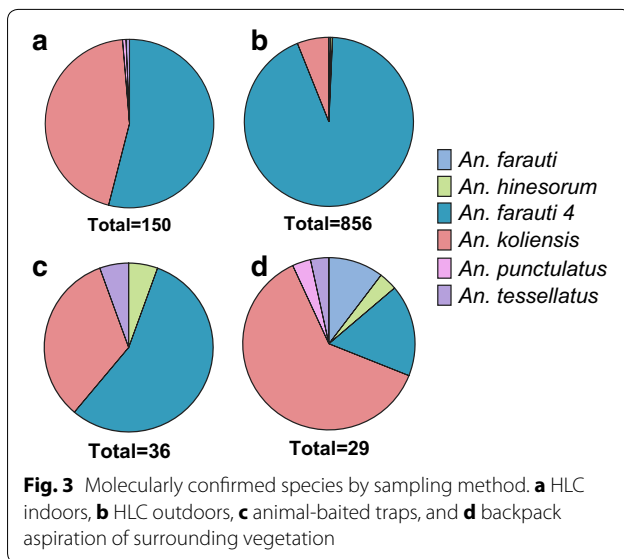 a
b
Total=150
Total=856
An. farauti
An. hinesorum
An. farauti 4
An. koliensis
An. punctulatus
An. tessellatus
c
d
Total=36
Total=29
Fig. 3 Molecularly confirmed species by sampling method. a HLC
indoors, b HLC outdoors, c animal-baited traps, and d backpack
aspiration of surrounding vegetation